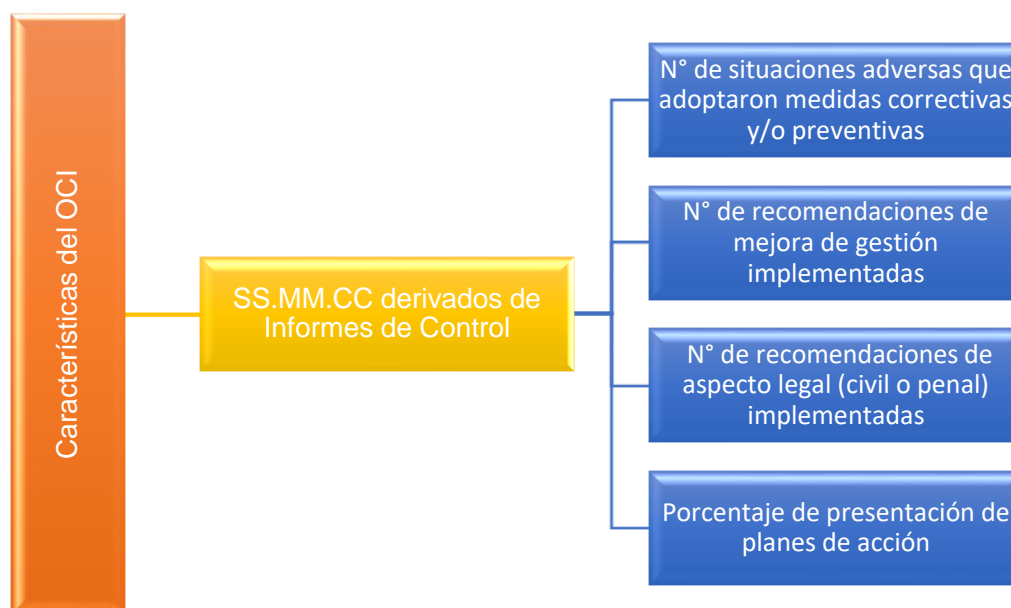 Características del OCI
SS.MM.CC derivados de
Informes de Control
N° de situaciones adversas que
adoptaron medidas correctivas
y/o preventivas
N° de recomendaciones de
mejora de gestión
implementadas
N° de recomendaciones de
aspecto legal (civil o penal)
implementadas
Porcentaje de presentación de
planes de acción